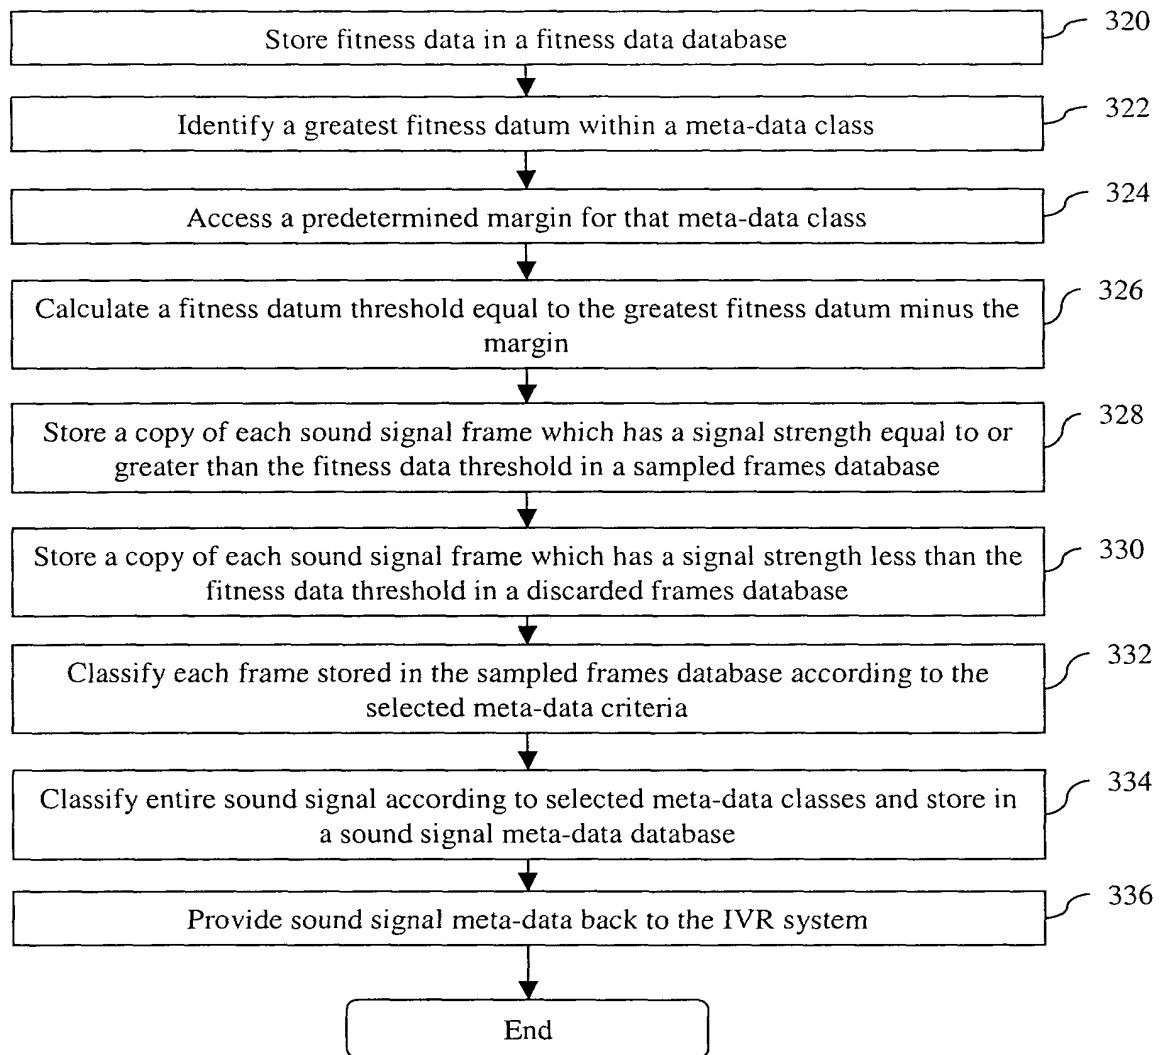 Store fitness data in a fitness data database
320
Identify a greatest fitness datum within a meta-data class
322
Access a predetermined margin for that meta-data class
324
Calculate a fitness datum threshold equal to the greatest fitness datum minus the
margin
326
Store a copy of each sound signal frame which has a signal strength equal to or
greater than the fitness data threshold in a sampled frames database
328
Store a copy of each sound signal frame which has a signal strength less than the
fitness data threshold in a discarded frames database
330
Classify each frame stored in the sampled frames database according to the
selected meta-data criteria
332
Classify entire sound signal according to selected meta-data classes and store in
a sound signal meta-data database
334
Provide sound signal meta-data back to the IVR system
336
End